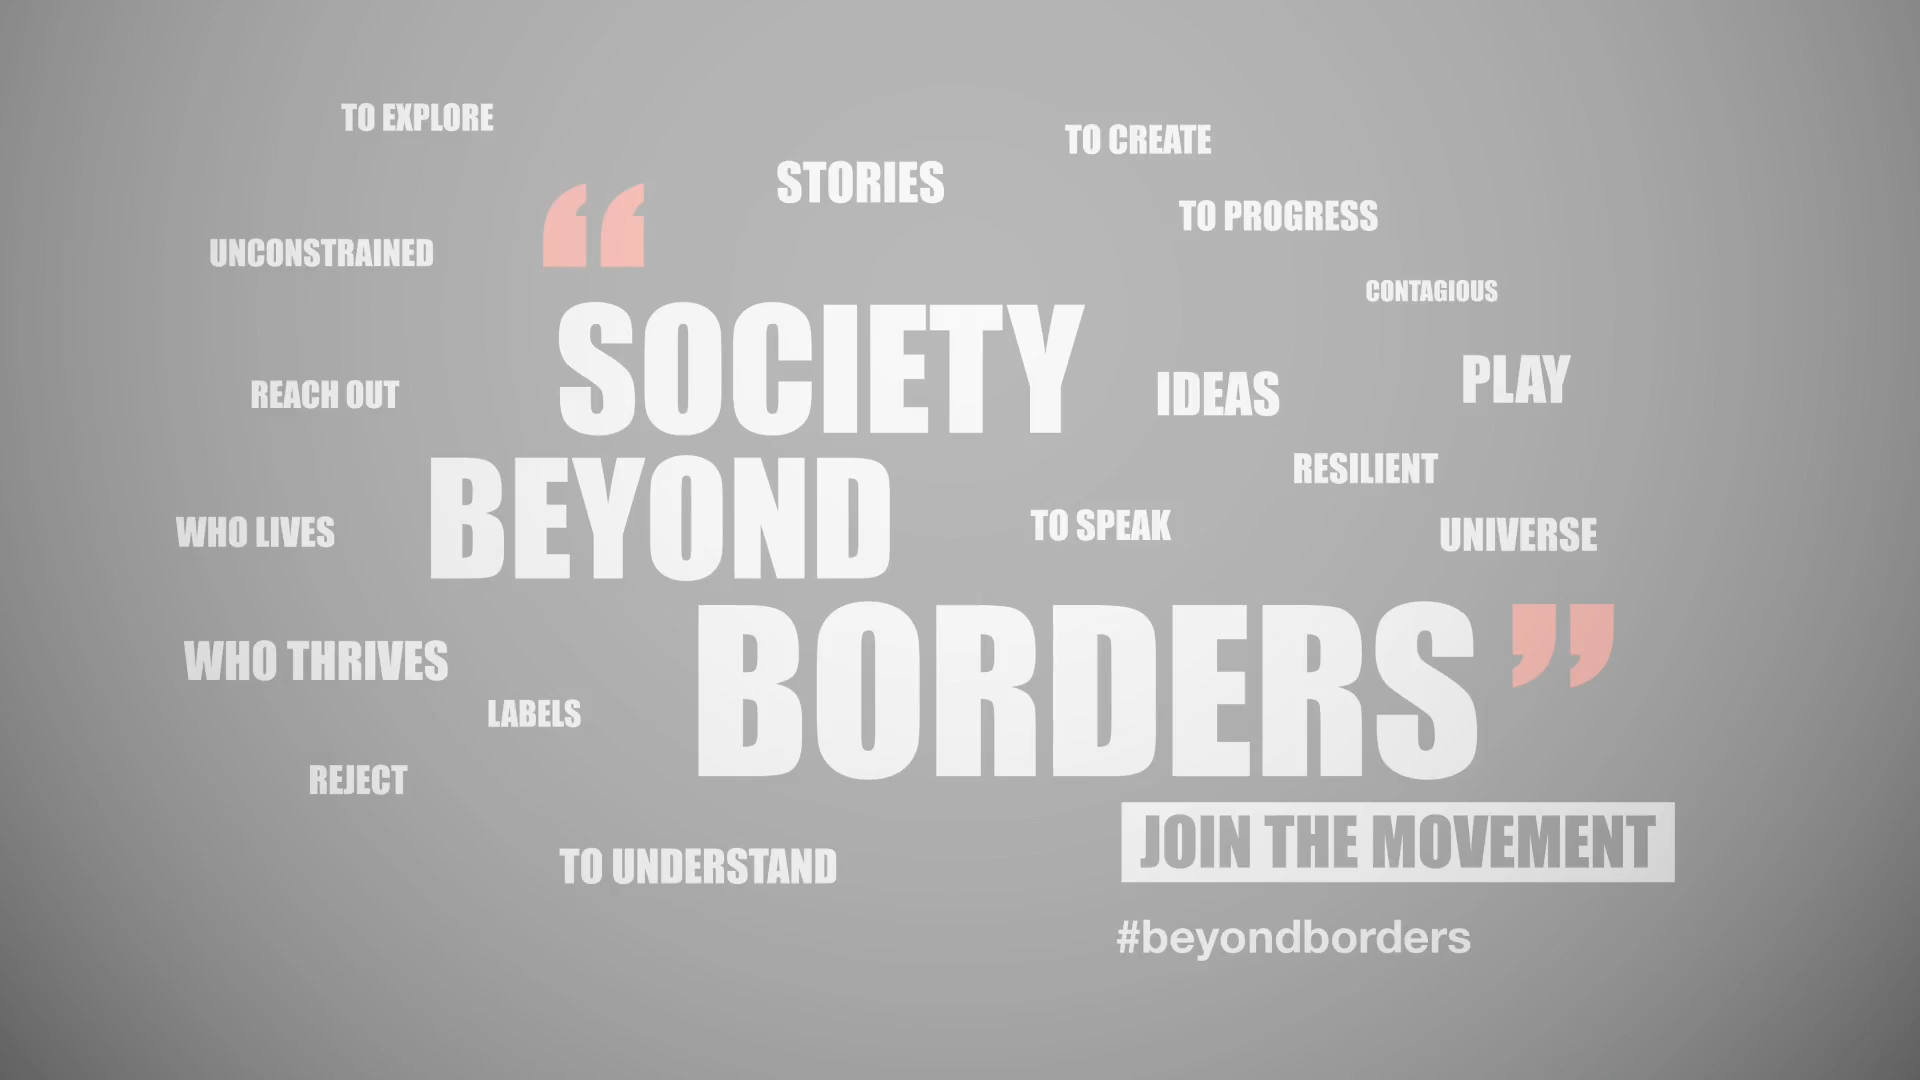 TO EXPLORE
TO CREATE
STORIES
TO PROGRESS
UNCONSTRAINED
CONTAGIOUS
“SOCIETY
BEYOND
BORDERS”
IDEAS
PLAY
REACH OUT
RESILIENT
TO SPEAK
WHO LIVES
UNIVERSE
WHO THRIVES
LABELS
REJECT
TO UNDERSTAND
JOIN THE MOVEMENT
#beyondborders